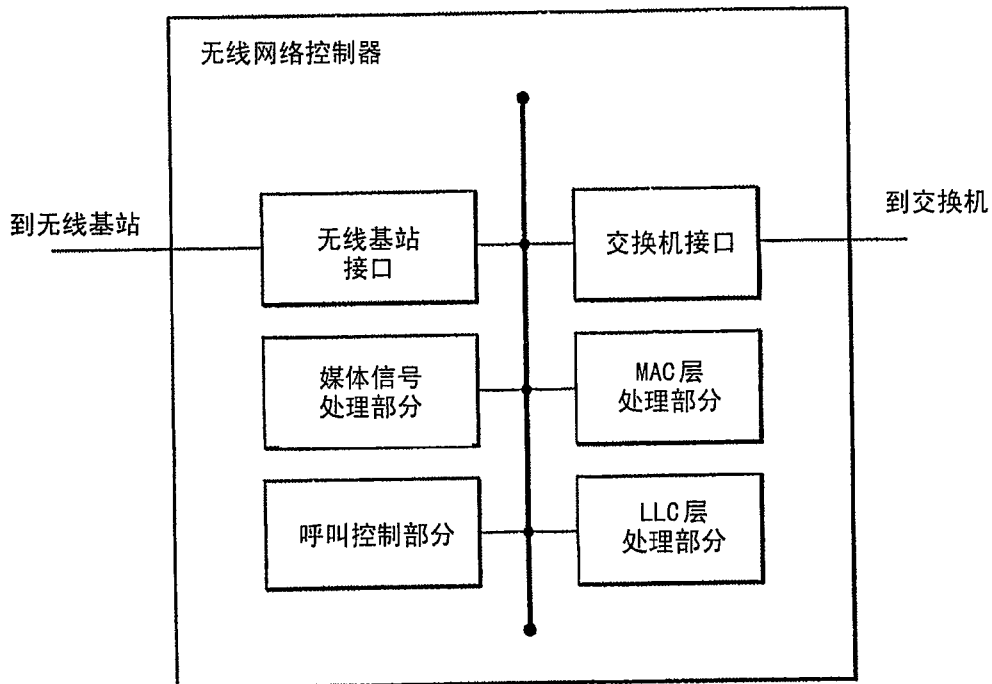 无线网络控制器
到无线基站
到交换机
无线基站
接口
交换机接口
媒体信号
处理部分
MAC层
处理部分
呼叫控制部分
LLC层
处理部分